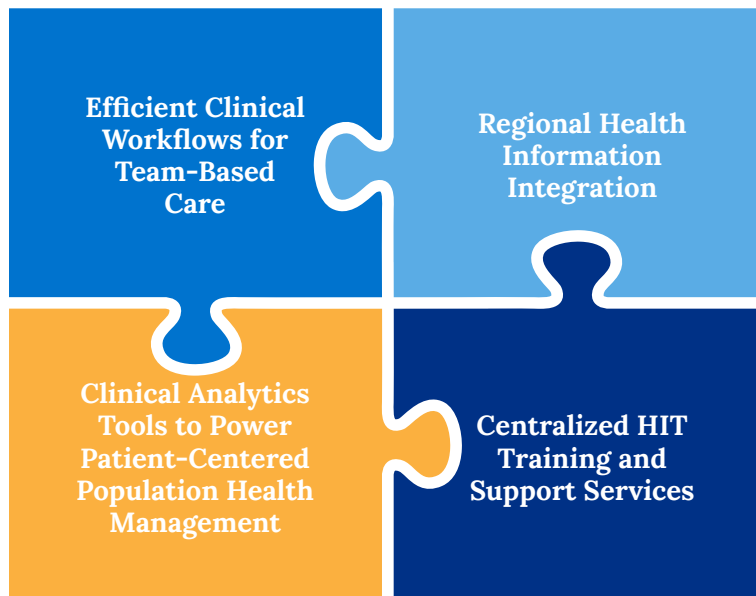 Efficient Clinical
Workflows for
Team-Based
Care
Regional Health
Information
Integration
Clinical Analytics
Tools to Power
Patient-Centered
Population Health
Management
Centralized HIT
Training and
Support Services